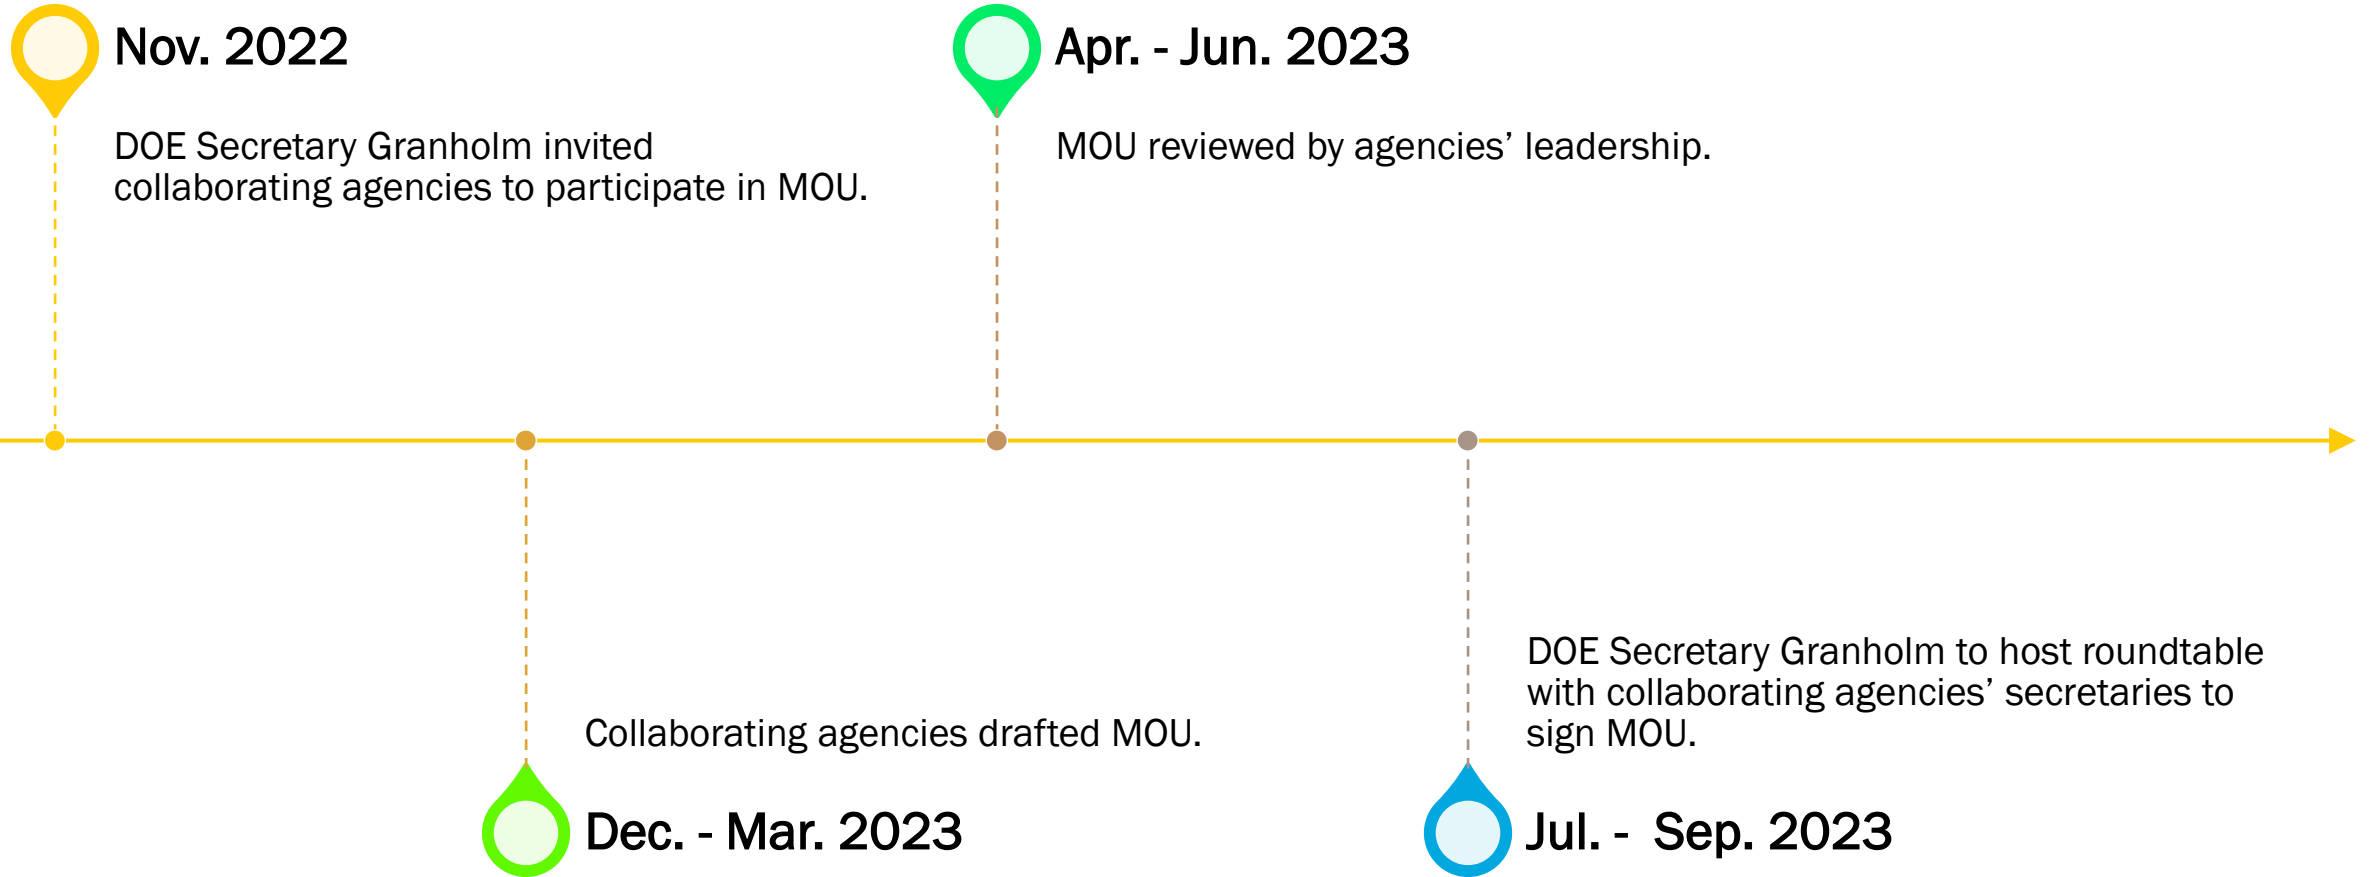 Nov. 2022
DOE Secretary Granholm invited
collaborating agencies to participate in MOU.
Apr. - Jun. 2023
MOU reviewed by agencies’ leadership.
Collaborating agencies drafted MOU.
Dec. - Mar. 2023
DOE Secretary Granholm to host roundtable
with collaborating agencies’ secretaries to
sign MOU.
Jul. - Sep. 2023